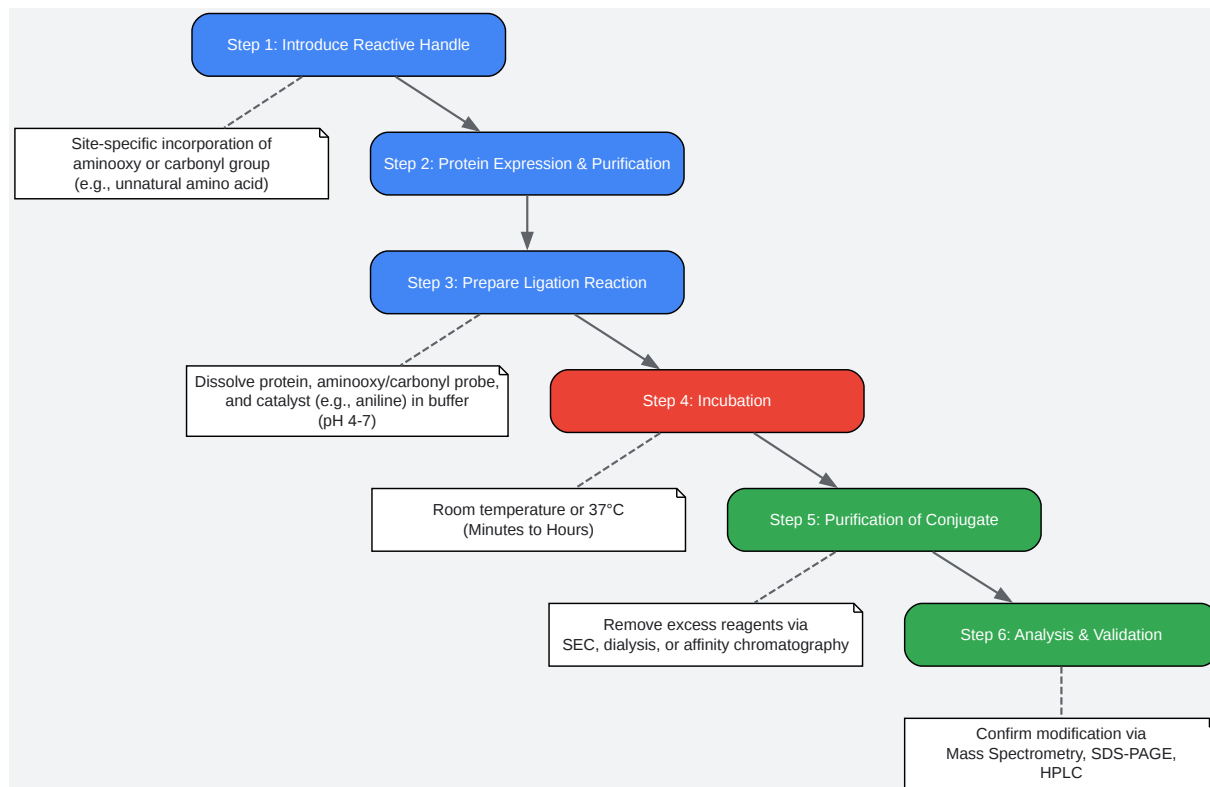 Step 1: Introduce Reactive Handle
Site-specific incorporation of
aminooxy or carbonyl group
(e.g., unnatural amino acid)
Step 2: Protein Expression & Purification
Step 3: Prepare Ligation Reaction
Dissolve protein, aminooxy/carbonyl probe,
and catalyst (e.g., aniline) in buffer
(pH 4-7)
Step 4: Incubation
Room temperature or 37°C
(Minutes to Hours)
Step 5: Purification of Conjugate
Remove excess reagents via
SEC, dialysis, or affinity chromatography
Step 6: Analysis & Validation
Confirm modification via
Mass Spectrometry, SDS-PAGE,
HPLC